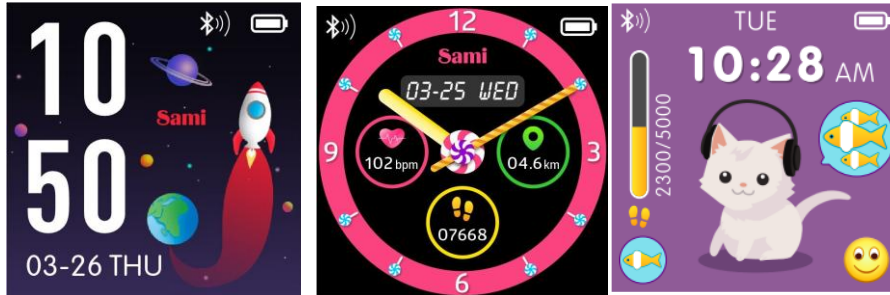 10
Sami
50
03-26 THU
12
Sami
03-25 WED
9
3
102 bpm
04.6 km
07668
6
TUE
10:28 AM
2300/5000